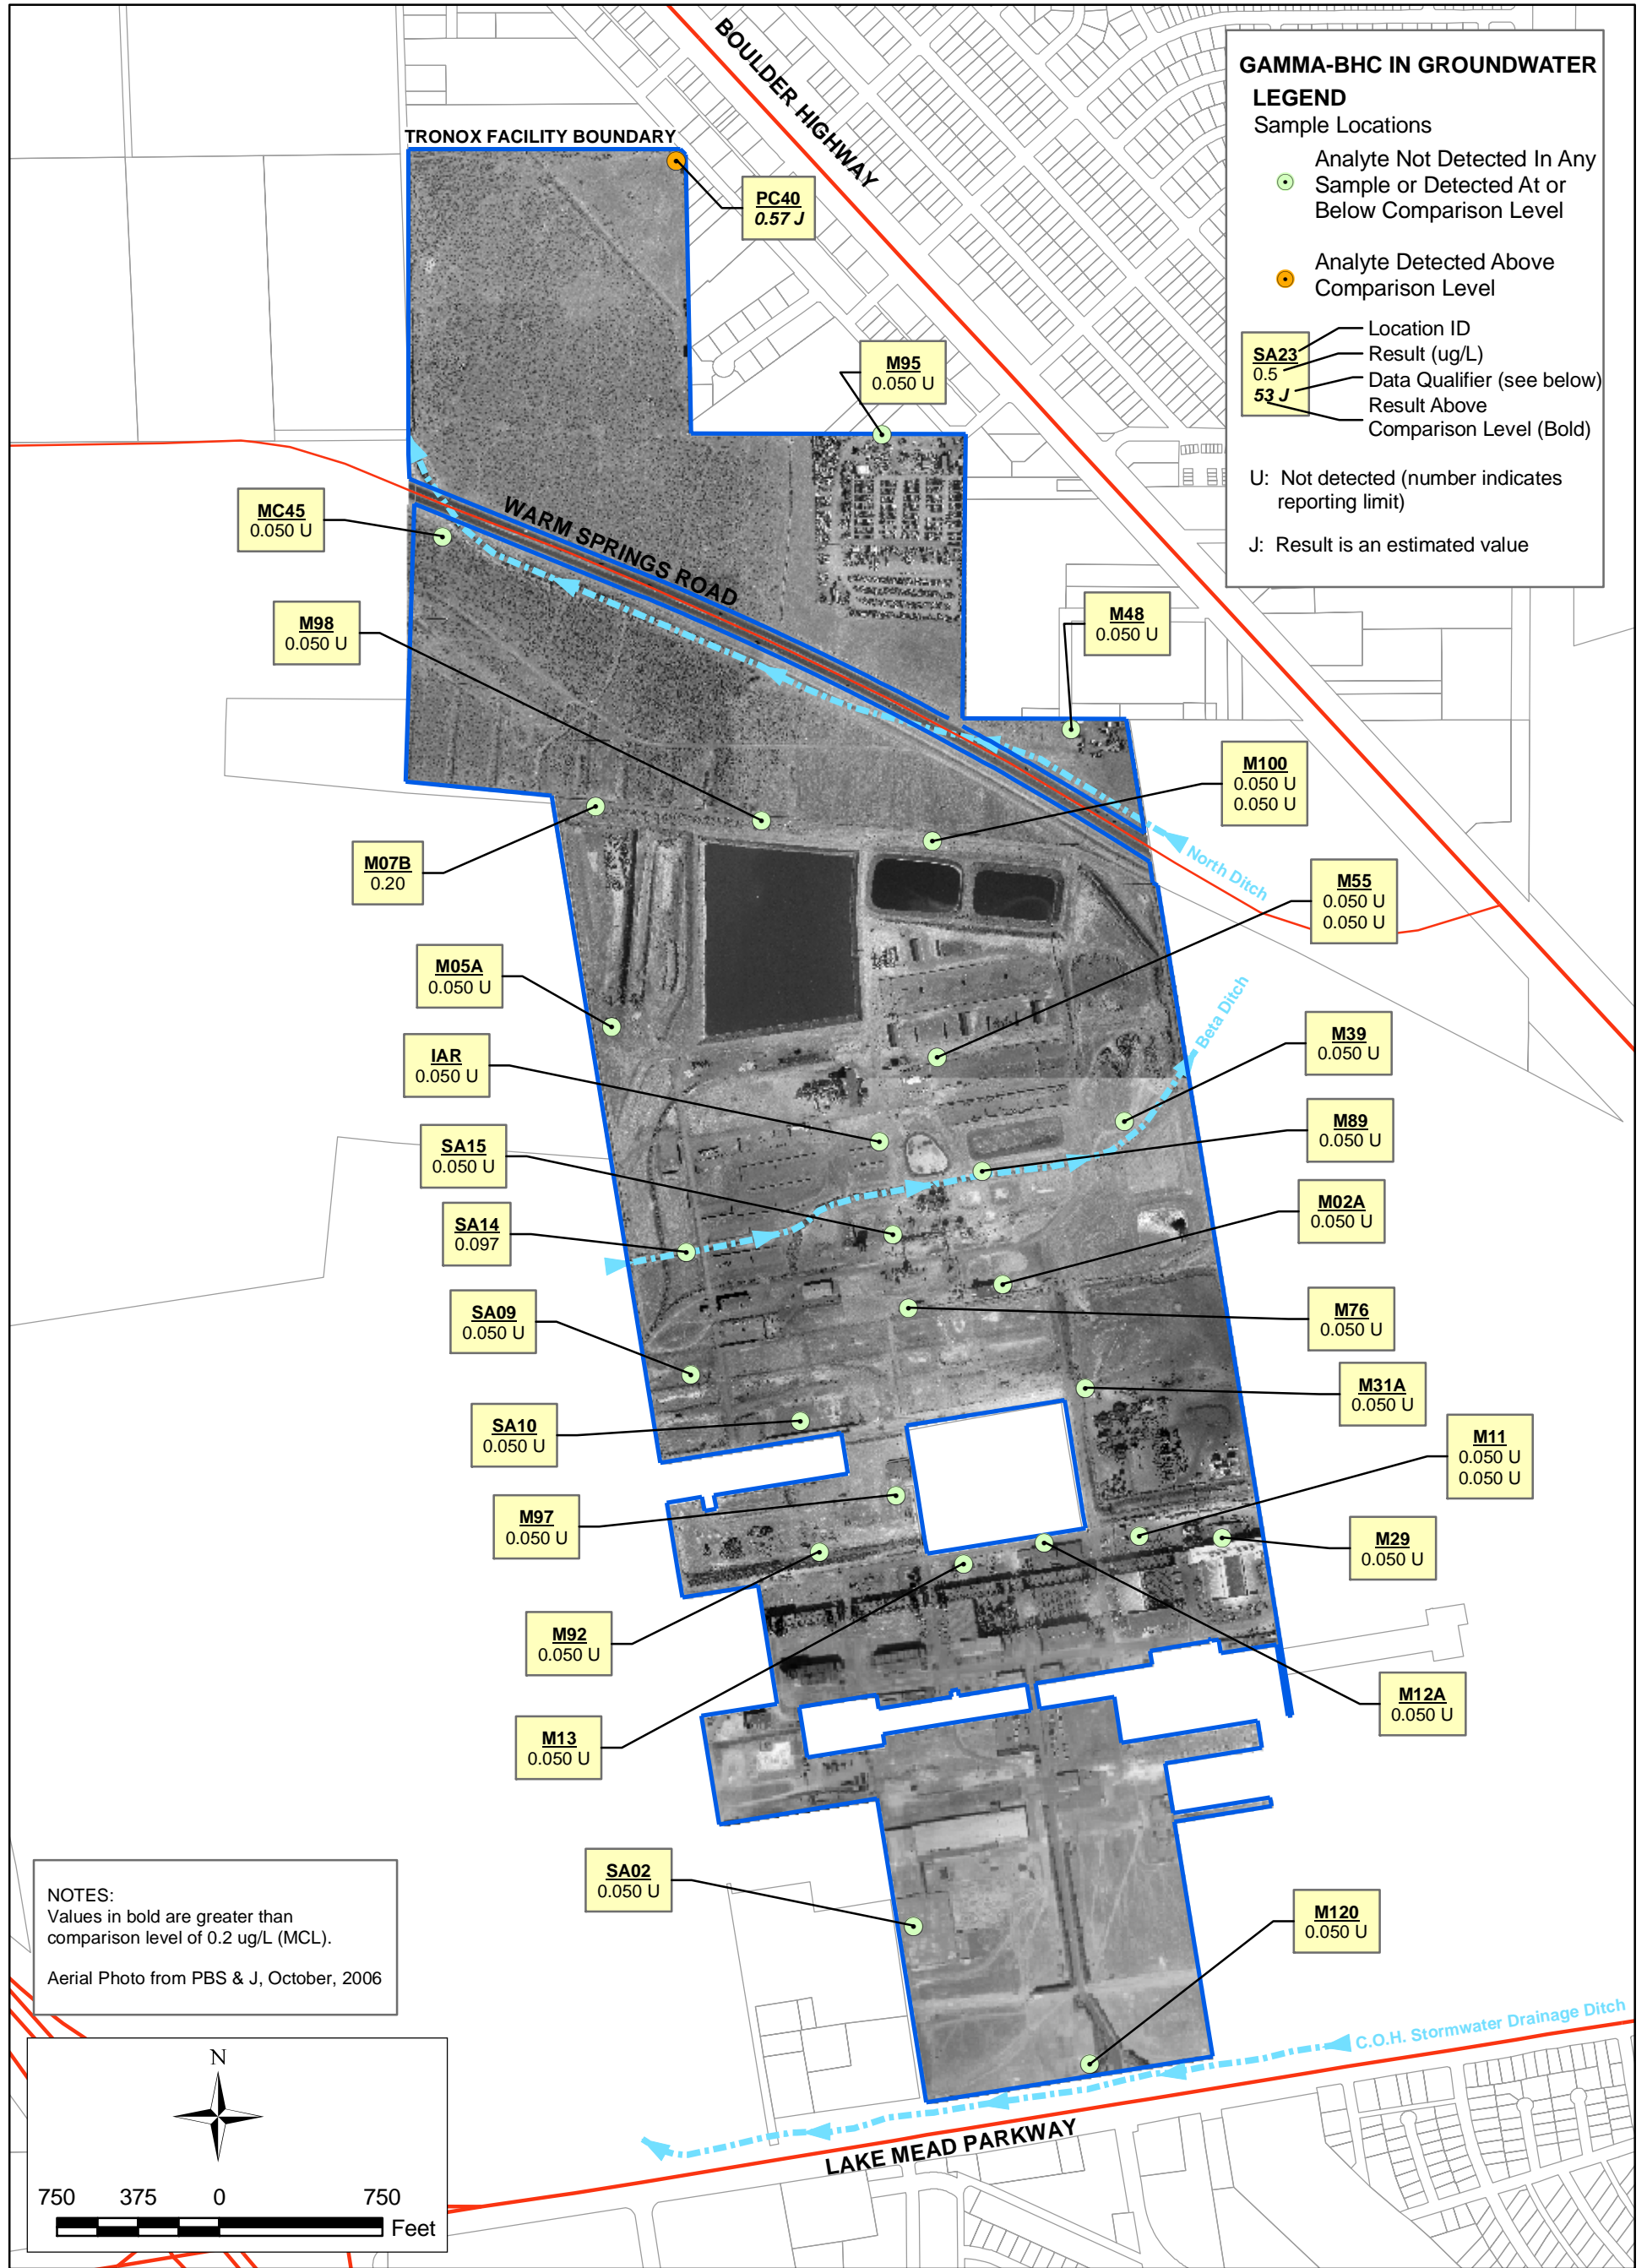 BOULDER HIGHWAY
GAMMA-BHC IN GROUNDWATER
LEGEND
Sample Locations
Analyte Not Detected In Any
Sample or Detected At or
Below Comparison Level
Analyte Detected Above
Comparison Level
Location ID
SA23
Result (ug/L)
0.5
Data Qualifier (see below)
53 J
Result Above
Comparison Level (Bold)
U: Not detected (number indicates
reporting limit)
J: Result is an estimated value
TRONOX FACILITY BOUNDARY
PC40
0.57 J
M95
0.050 U
MC45
0.050 U
WARM SPRINGS ROAD
M98
0.050 U
M48
0.050 U
M100
0.050 U
0.050 U
North Ditch
M07B
0.20
M55
0.050 U
0.050 U
M05A
0.050 U
Beta Ditch
IAR
0.050 U
M39
0.050 U
SA15
0.050 U
M89
0.050 U
SA14
0.097
M02A
0.050 U
SA09
0.050 U
M76
0.050 U
SA10
0.050 U
M31A
0.050 U
M11
0.050 U
0.050 U
M97
0.050 U
M29
0.050 U
M92
0.050 U
M12A
0.050 U
M13
0.050 U
SA02
0.050 U
M120
0.050 U
NOTES:
Values in bold are greater than
comparison level of 0.2 ug/L (MCL).
Aerial Photo from PBS & J, October, 2006
C.O.H. Stormwater Drainage Ditch
LAKE MEAD PARKWAY
N
750 375 0 750
Feet